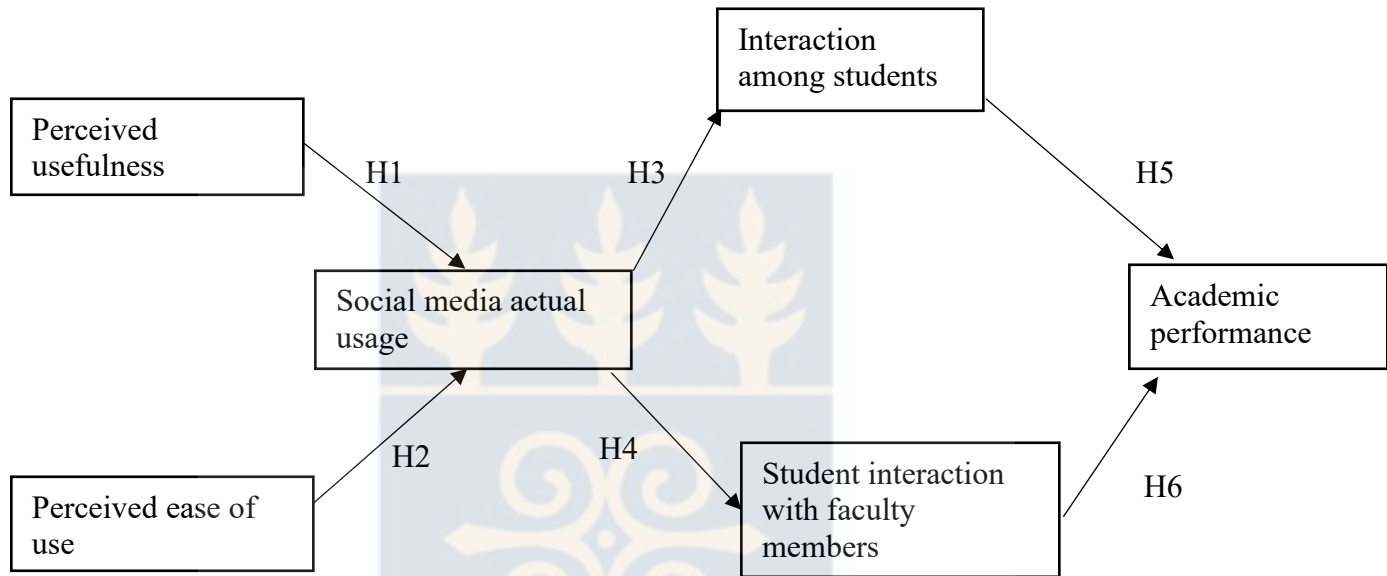 Interaction
among students
Perceived
usefulness
H1
H3
H5
Social media actual
usage
Academic
performance
H2
H4
Student interaction
with faculty
members
H6
Perceived ease of
use